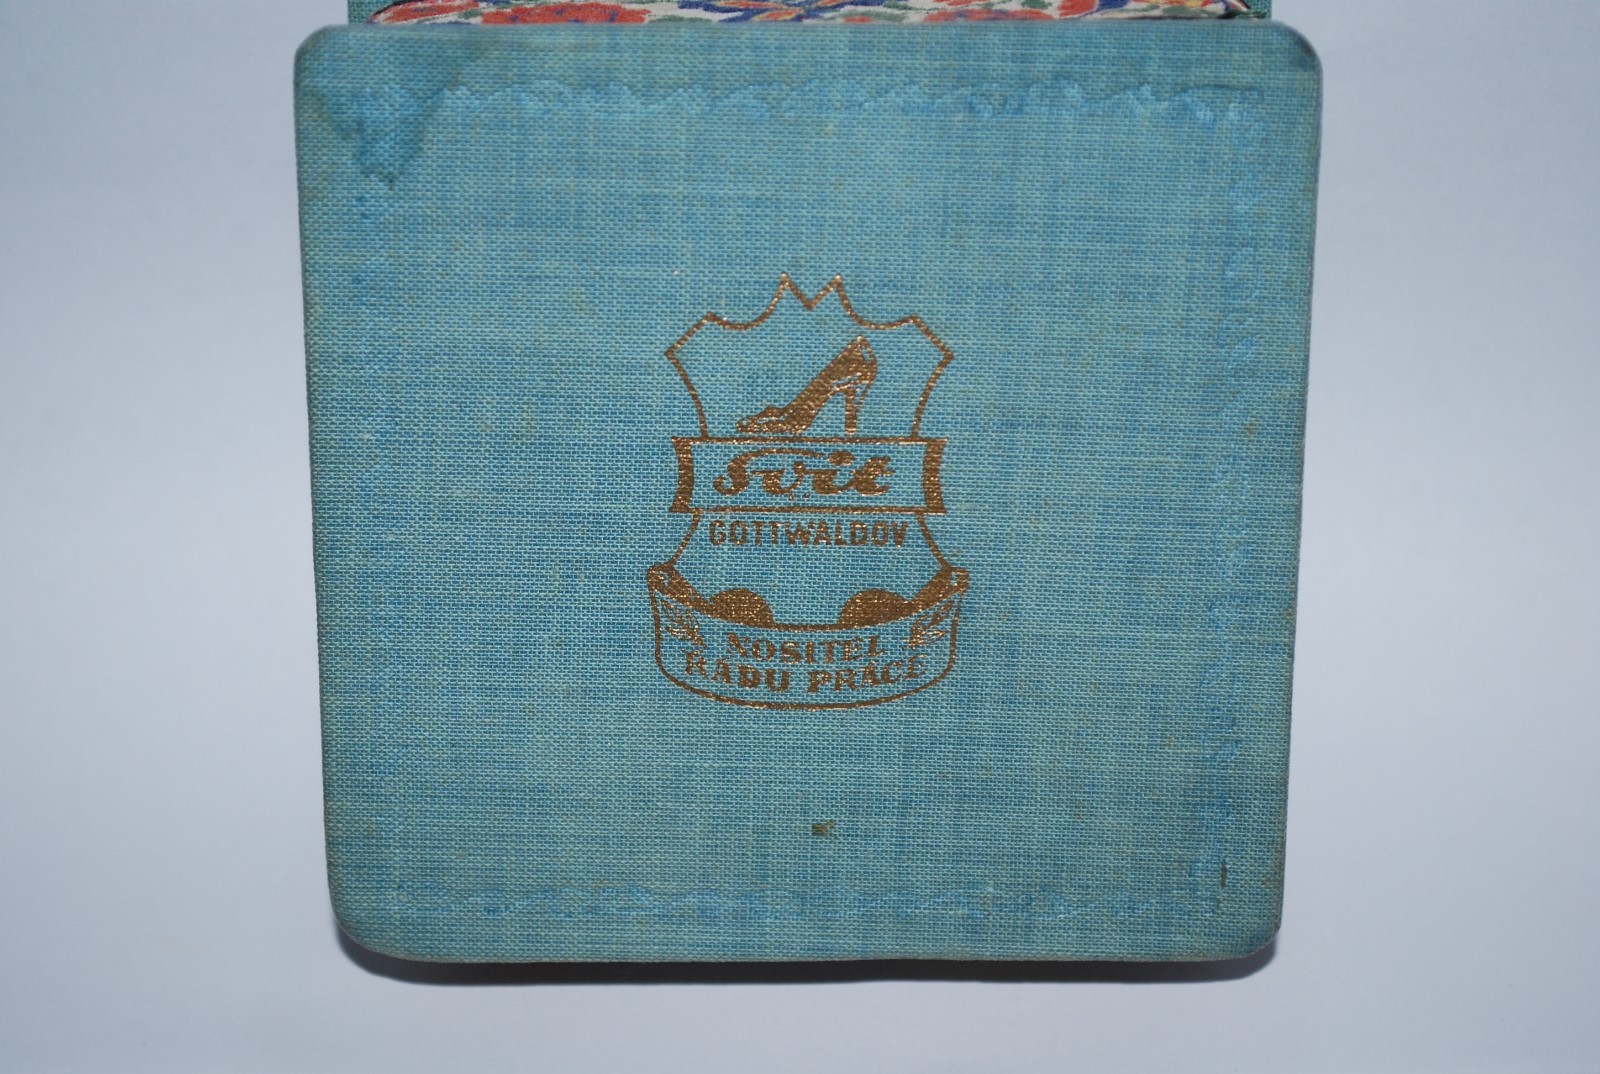 Svit
GOTTWALDOV
NOSITEL
ŘÁDU PRÁCE